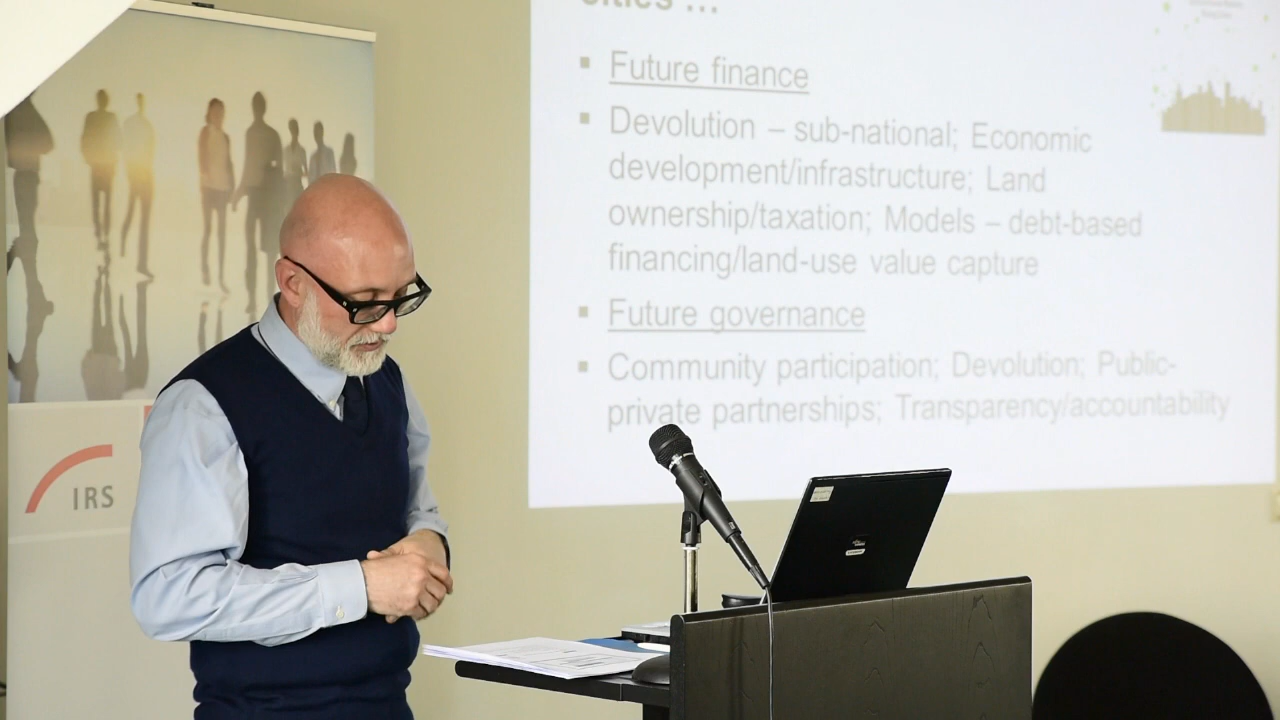 cities ...
Future finance
Devolution – sub-national; Economic
development/infrastructure; Land
ownership/taxation; Models – debt-based
financing/land-use value capture
Future governance
Community participation; Devolution; Public-
private partnerships; Transparency/accountability
IRS